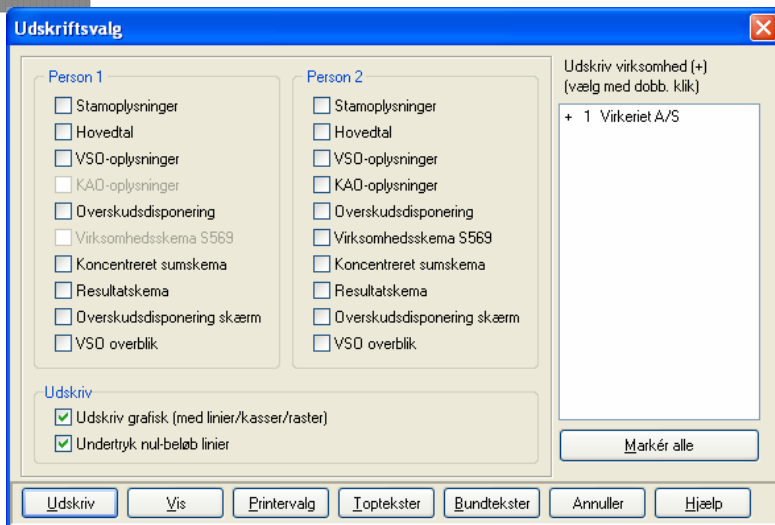 Udskriftsvalg
Person 1
Stamoplysninger
Hovedtal
VSO-oplysninger
KAO-oplysninger
Overskudsdisponering
Virksomhedsskema S569
Koncentreret sumskema
Resultatskema
Overskudsdisponering skærm
VSO overblik
Person 2
Stamoplysninger
Hovedtal
VSO-oplysninger
KAO-oplysninger
Overskudsdisponering
Virksomhedsskema S569
Koncentreret sumskema
Resultatskema
Overskudsdisponering skærm
VSO overblik
Udskriv virksomhed (+)
(vælg med dobb. klik)
+ 1 Virkeriet A/S
Markér alle
Udskriv
Udskriv grafisk (med linier/kasser/raster)
Undertryk nul-beløb linier
Udskriv Vis Printervalg Toptekster Bundtekster Annuller Hjælp